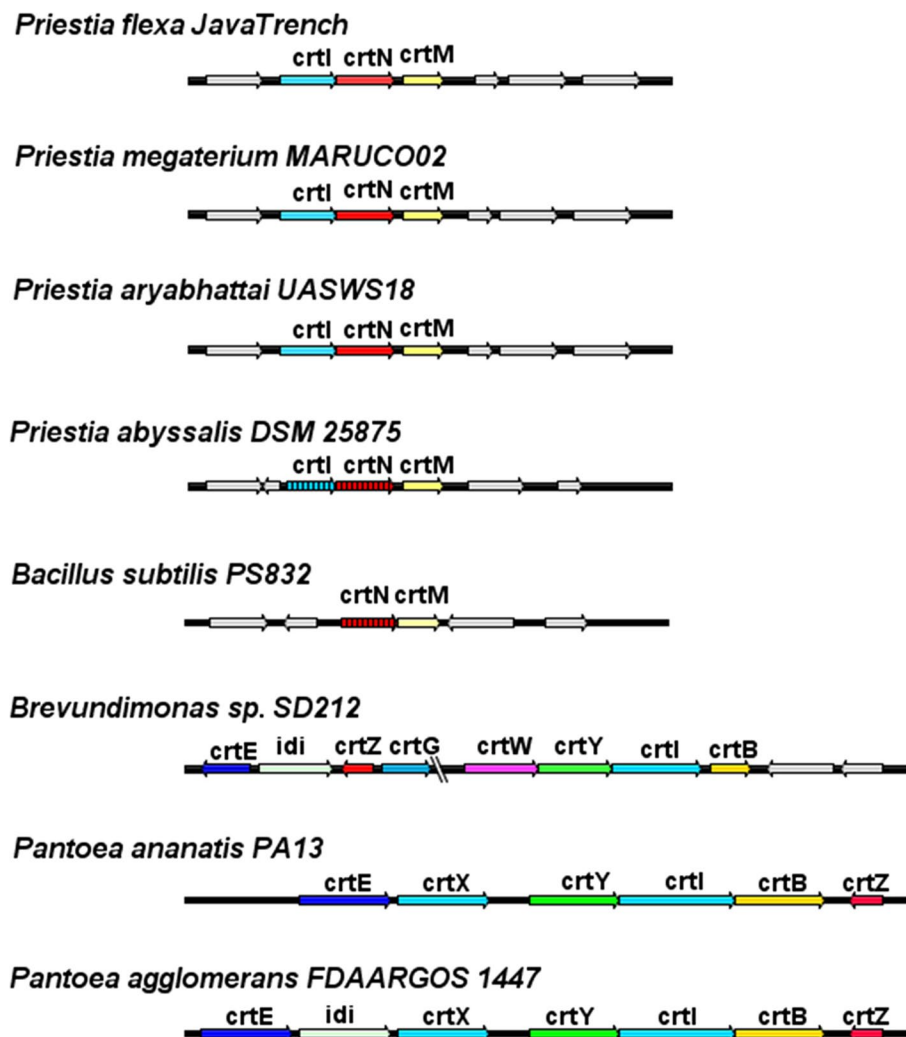 Priestia flexa JavaTrench
crtI crtN crtM
Priestia megaterium MARUCO02
crtI crtN crtM
Priestia aryabhattai UASWS18
crtI crtN crtM
Priestia abyssalis DSM 25875
crtI crtN crtM
Bacillus subtilis PS832
crtN crtM
Brevundimonas sp. SD212
crtE idi crtZ crtG crtW crtY crtI crtB
Pantoea ananatis PA13
crtE crtX crtY crtI crtB crtZ
Pantoea agglomerans FDAARGOS 1447
crtE idi crtX crtY crtI crtB crtZ